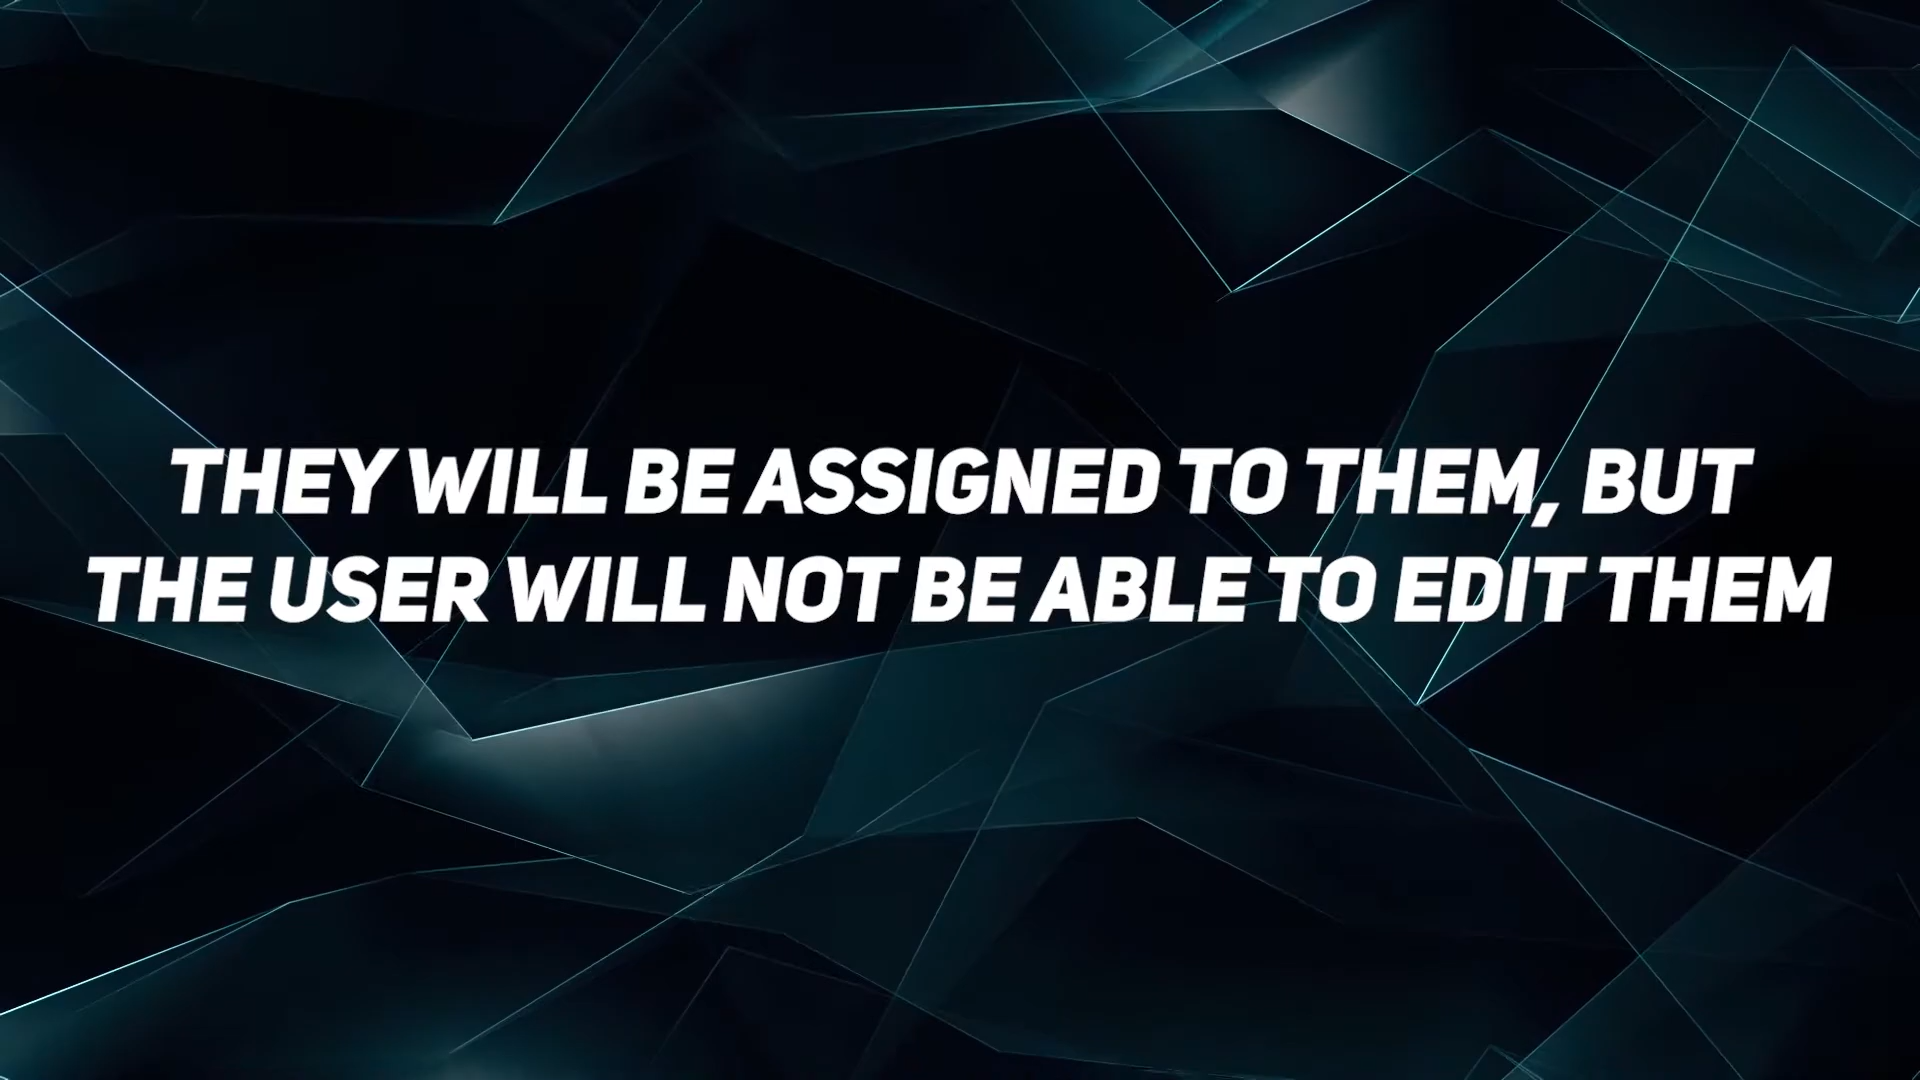 THEY WILL BE ASSIGNED TO THEM, BUT
THE USER WILL NOT BE ABLE TO EDIT THEM